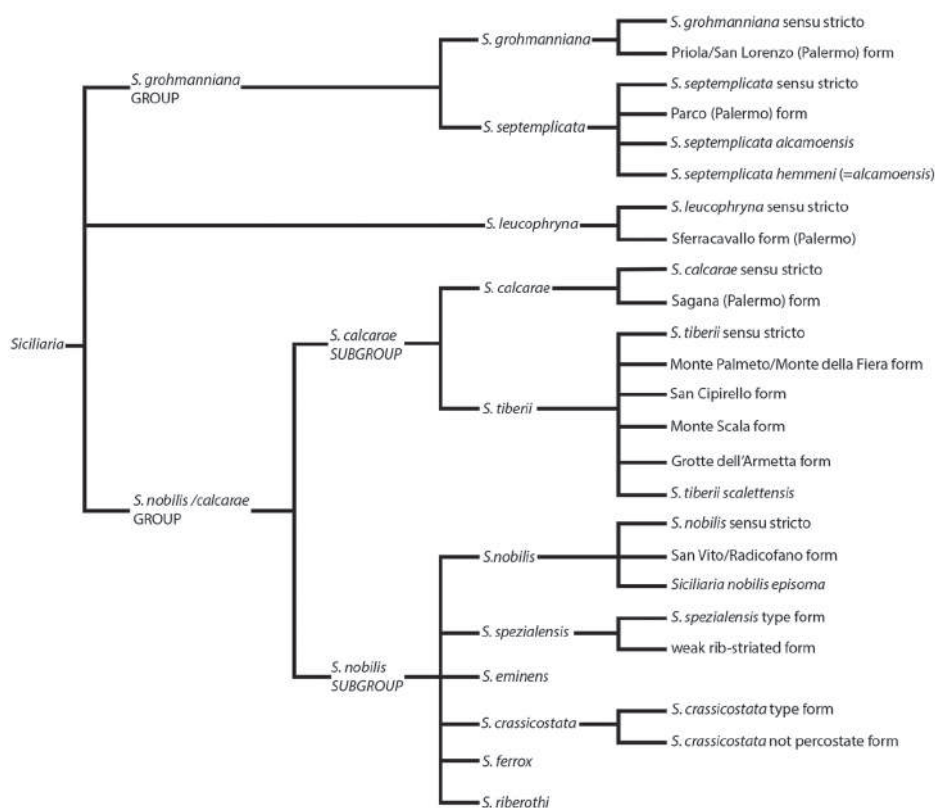 S. grohmanniana sensu stricto
S. grohmanniana
Priola/San Lorenzo (Palermo) form
S. grohmanniana
GROUP
S. septemplicata sensu stricto
Parco (Palermo) form
S. septemplicata
S. septemplicata alcamoensis
S. septemplicata hemmeni (=alcamoensis)
S. leucophryna sensu stricto
S. leucophryna
Sferracavallo form (Palermo)
S. calcarae sensu stricto
S. calcarae
Sagana (Palermo) form
Siciliaria
S. calcarae
SUBGROUP
S. tiberii sensu stricto
Monte Palmeto/Monte della Fiera form
San Cipirello form
S. tiberii
Monte Scala form
Grotte dell'Armetta form
S. tiberii scalettensis
S. nobilis /calcarae
GROUP
S. nobilis sensu stricto
S.nobilis
San Vito/Radicofano form
Siciliaria nobilis episoma
S. spezialensis type form
S. spezialensis
weak rib-striated form
S. nobilis
SUBGROUP
S. eminens
S. crassicostata type form
S. crassicostata
S. crassicostata not percostate form
S. ferrox
S. riberothi